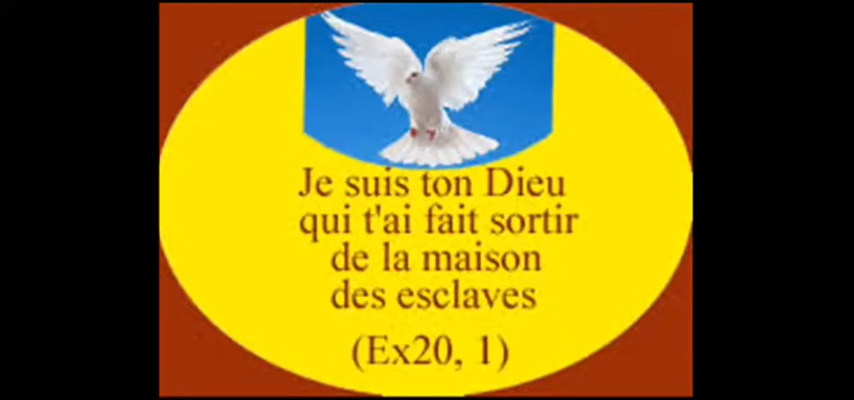 Je suis ton Dieu
qui t'ai fait sortir
de la maison
des esclaves
(Ex20, 1)